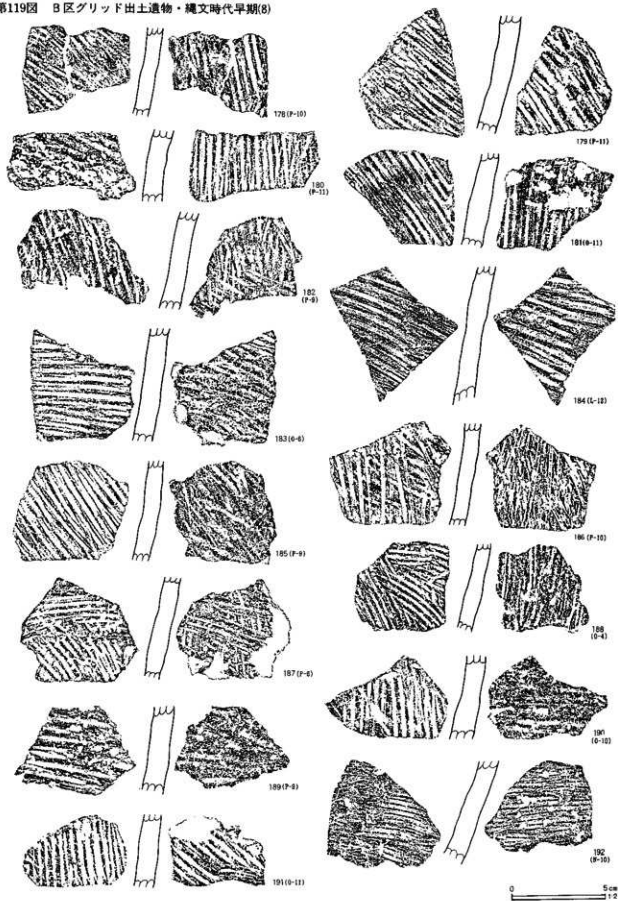 第119図 B区グリッド出土遺物・縄文時代早期(8)
178(P-10)
179(P-11)
180
(P-11)
181(O-11)
182
(P-9)
183(O-6)
184(L-12)
185(P-9)
186(P-10)
187(P-8)
188
(O-4)
189(P-8)
190
(O-10)
191(O-11)
192
(N-10)
0 5cm
1:2